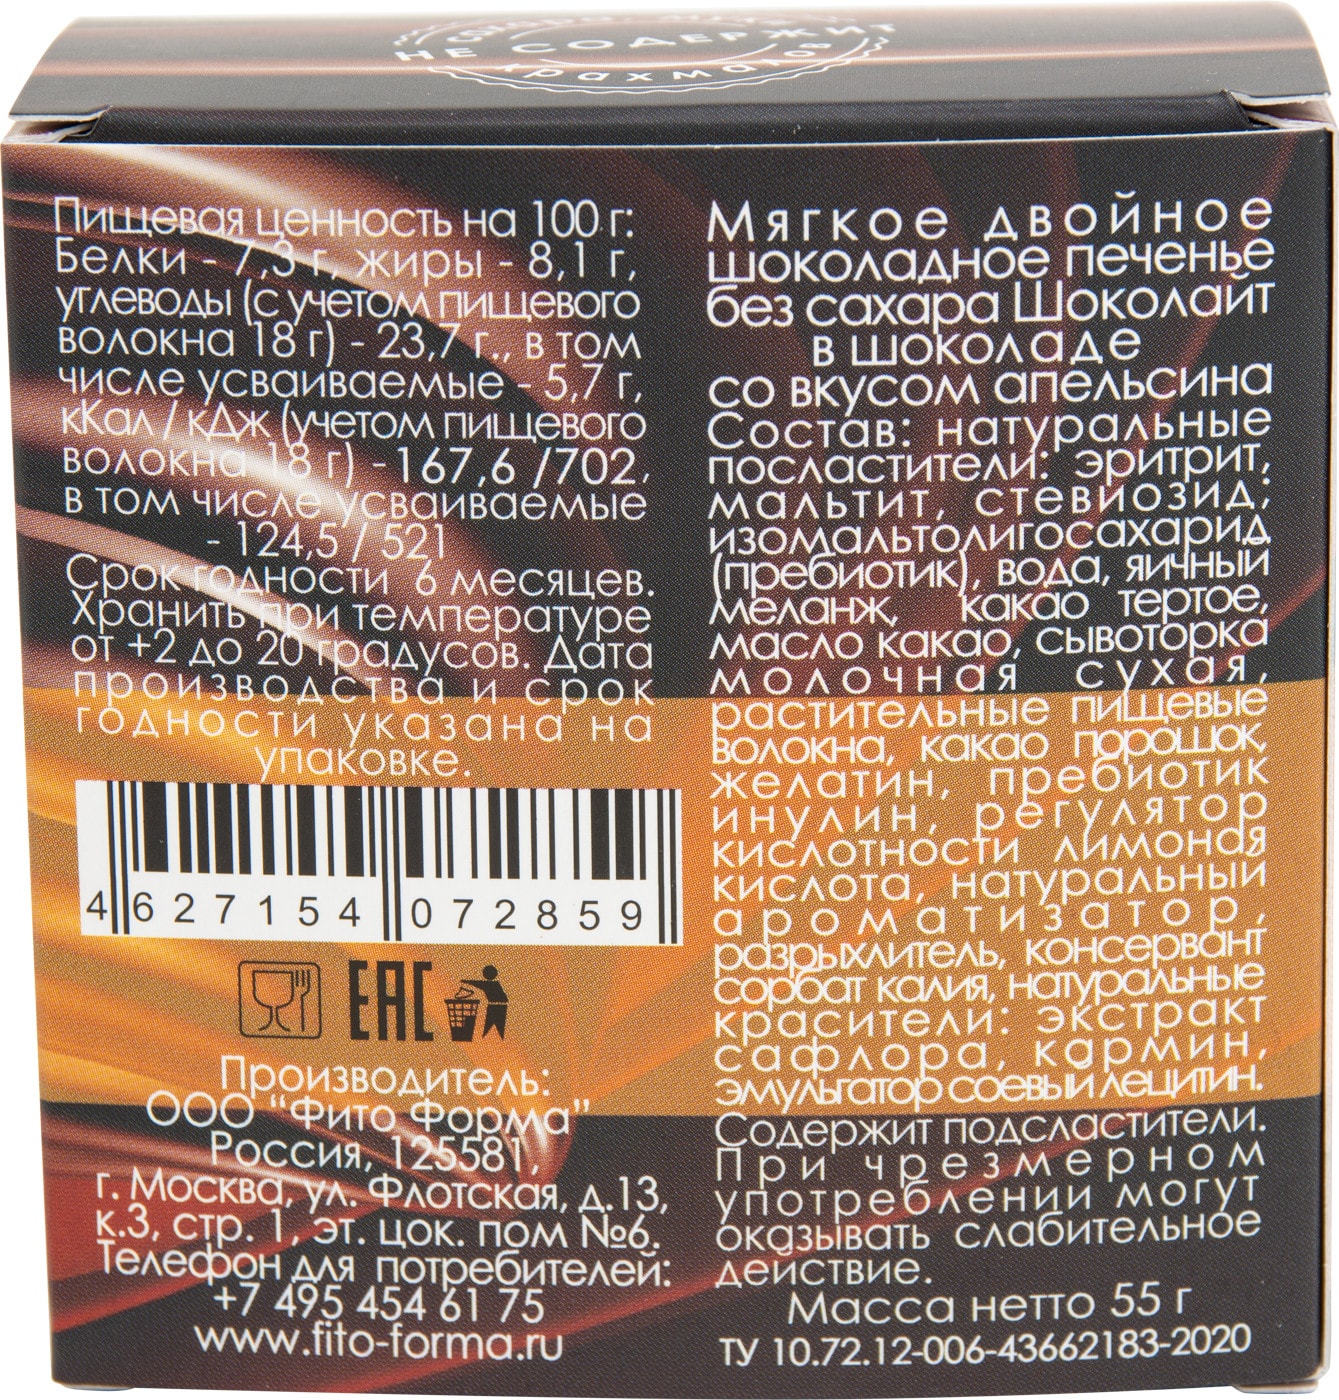 НЕ СОДЕРЖИТ
крахмалов
Пищевая ценность на 100 г:
Белки - 7,3 г, жиры - 8,1 г,
углеводы (с учетом пищевого
волокна 18 г) - 23,7 г., в том
числе усваиваемые - 5,7 г,
кКал / кДж (учетом пищевого
волокна 18 г) - 167,6 /702,
в том числе усваиваемые
- 124,5 / 521
Срок годности 6 месяцев.
Хранить при температуре
от +2 до 20 градусов. Дата
производства и срок
годности указана на
упаковке.
4 627154 072859
EAC
Производитель:
ООО "Фито Форма"
Россия, 125581,
г. Москва, ул. Флотская, д.13,
к.3, стр. 1, эт. цок. пом №6.
Телефон для потребителей:
+7 495 454 61 75
www.fito-forma.ru
Мягкое двойное
шоколадное печенье
без сахара Шоколайт
в шоколаде
со вкусом апельсина
Состав: натуральные
посластители: эритрит,
мальтит, стевиозид;
изомальтолигосахарид
(пребиотик), вода, яичный
меланж, какао тертое,
масло какао, сывоторка
молочная сухая,
растительные пищевые
волокна, какао порошок,
желатин, пребиотик
инулин, регулятор
кислотности лимоная
кислота, натуральный
ароматизатор,
разрыхлитель, консервант
сорбат калия, натуральные
красители: экстракт
сафлора, кармин,
эмульгатор соевый лецитин.
Содержит подсластители.
При чрезмерном
употреблении могут
оказывать слабительное
действие.
Масса нетто 55 г
ТУ 10.72.12-006-43662183-2020